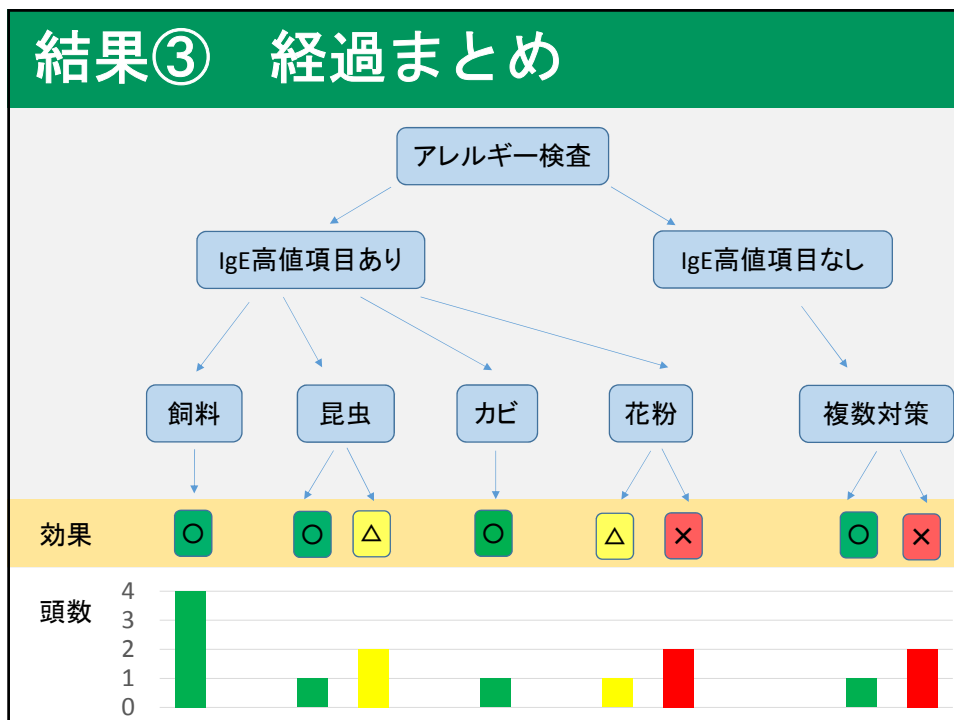 結果③　経過まとめ
アレルギー検査
IgE高値項目あり
IgE高値項目なし
飼料
昆虫
カビ
花粉
複数対策
効果
○
○
△
○
△
×
○
×
頭数
4
3
2
1
0